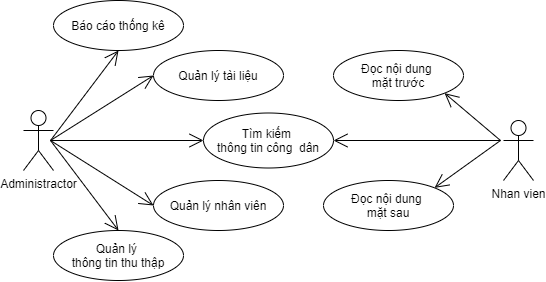 Báo cáo thống kê
Quản lý tài liệu
Đọc nội dung
mặt trước
Tìm kiếm
thông tin công dân
Administractor
Nhan vien
Quản lý nhân viên
Đọc nội dung
mặt sau
Quản lý
thông tin thu thập